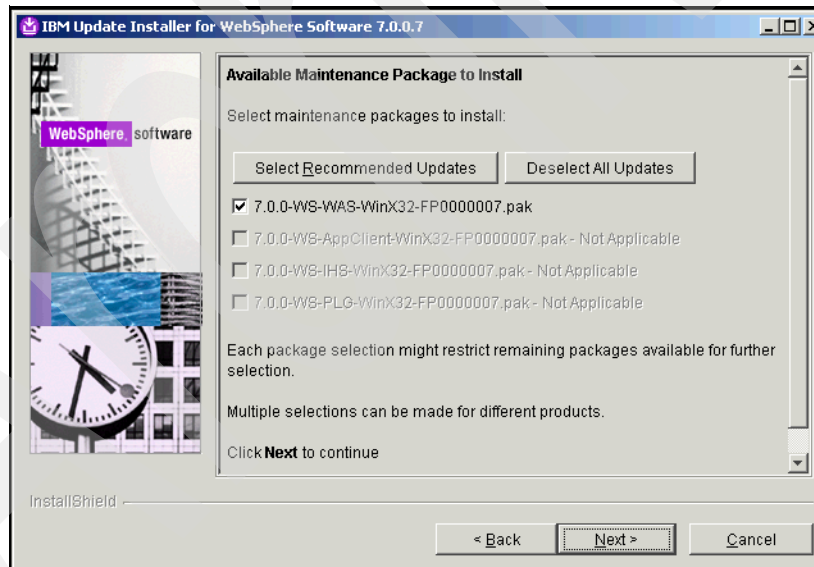 IBM Update Installer for WebSphere Software 7.0.0.7
WebSphere. software
Available Maintenance Package to Install
Select maintenance packages to install:
Select Recommended Updates
Deselect All Updates
7.0.0-WS-WAS-WinX32-FP0000007.pak
7.0.0-WS-AppClient-WinX32-FP0000007.pak - Not Applicable
7.0.0-WS-IHS-WinX32-FP0000007.pak - Not Applicable
7.0.0-WS-PLG-WinX32-FP0000007.pak - Not Applicable
Each package selection might restrict remaining packages available for further
selection.
Multiple selections can be made for different products.
Click Next to continue
InstallShield
< Back
Next >
Cancel